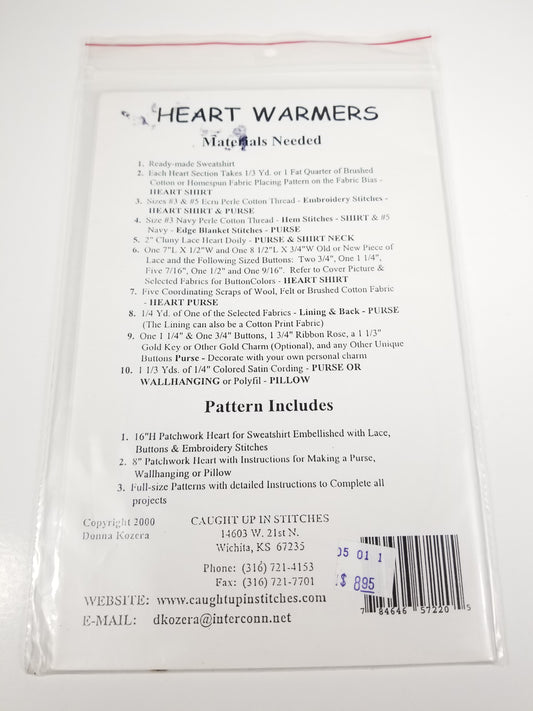 HEART WARMERS
Materials Needed
1. Ready-made Sweatshirt
2. Each Heart Section Takes 1/3 Yd. or 1 Fat Quarter of Brushed
Cotton or Homespun Fabric Placing Pattern on the Fabric Bias -
HEART SHIRT
3. Sizes #3 & #5 Ecru Perle Cotton Thread - Embroidery Stitches -
HEART SHIRT & PURSE
4. Size #3 Navy Perle Cotton Thread - Hem Stitches - SHIRT & #5
Navy - Edge Blanket Stitches - PURSE
5. 2" Cluny Lace Heart Doily - PURSE & SHIRT NECK
6. One 7"L X 1/2"W and One 8 1/2"L X 3/4"W Old or New Piece of
Lace and the Following Sized Buttons: Two 3/4", One 1 1/4",
Five 7/16", One 1/2" and One 9/16". Refer to Cover Picture &
Selected Fabrics for ButtonColors - HEART SHIRT
7. Five Coordinating Scraps of Wool, Felt or Brushed Cotton Fabric
- HEART PURSE
8. 1/4 Yd. of One of the Selected Fabrics - Lining & Back - PURSE
(The Lining can also be a Cotton Print Fabric)
9. One 1 1/4" & One 3/4" Buttons, 1 3/4" Ribbon Rose, a 1 1/3"
Gold Key or Other Gold Charm (Optional), and any Other Unique
Buttons Purse - Decorate with your own personal charm
10. 1 1/3 Yds. of 1/4" Colored Satin Cording - PURSE OR
WALLHANGING or Polyfil - PILLOW
Pattern Includes
1. 16"H Patchwork Heart for Sweatshirt Embellished with Lace,
Buttons & Embroidery Stitches
2. 8" Patchwork Heart with Instructions for Making a Purse,
Wallhanging or Pillow
3. Full-size Patterns with detailed Instructions to Complete all
projects
Copyright 2000
Donna Kozera
CAUGHT UP IN STITCHES
14603 W. 21st N.
Wichita, KS 67235
Phone: (316) 721-4153
Fax: (316) 721-7701
WEBSITE: www.caughtupinstitches.com
E-MAIL: dkozera@interconn.net
05 01 1
$ 8.95
7 84646 57220 5